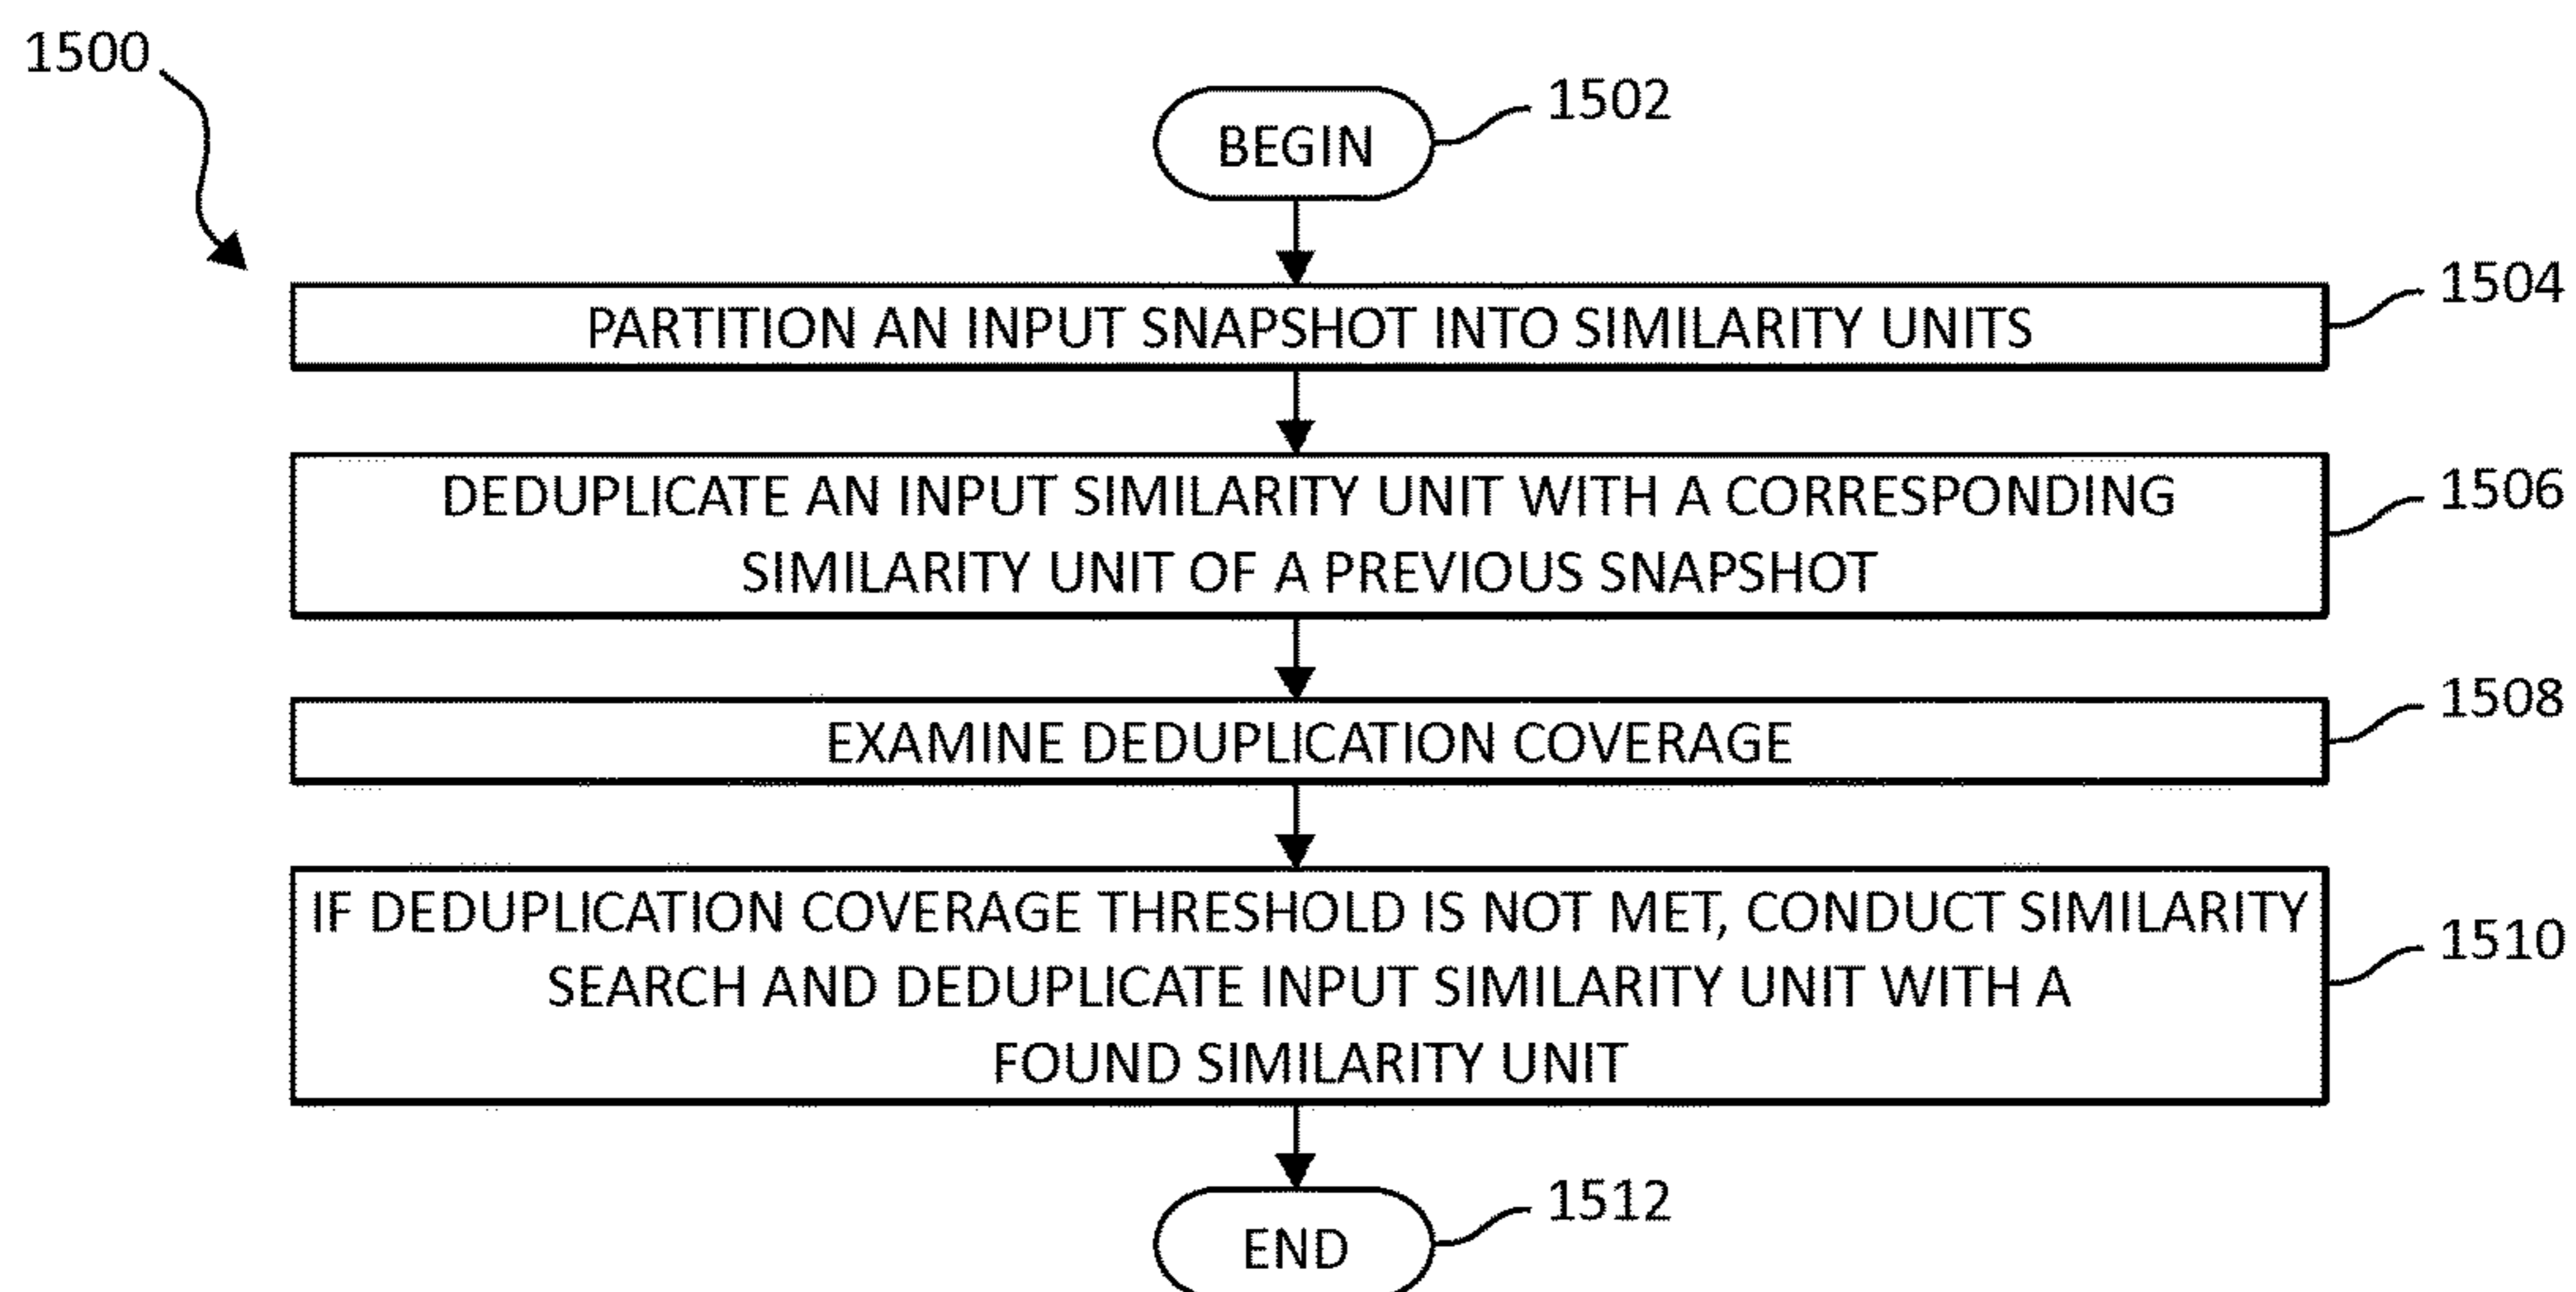 1500
BEGIN
1502
PARTITION AN INPUT SNAPSHOT INTO SIMILARITY UNITS
1504
DEDUPLICATE AN INPUT SIMILARITY UNIT WITH A CORRESPONDING
SIMILARITY UNIT OF A PREVIOUS SNAPSHOT
1506
EXAMINE DEDUPLICATION COVERAGE
1508
IF DEDUPLICATION COVERAGE THRESHOLD IS NOT MET, CONDUCT SIMILARITY
SEARCH AND DEDUPLICATE INPUT SIMILARITY UNIT WITH A
FOUND SIMILARITY UNIT
1510
END
1512